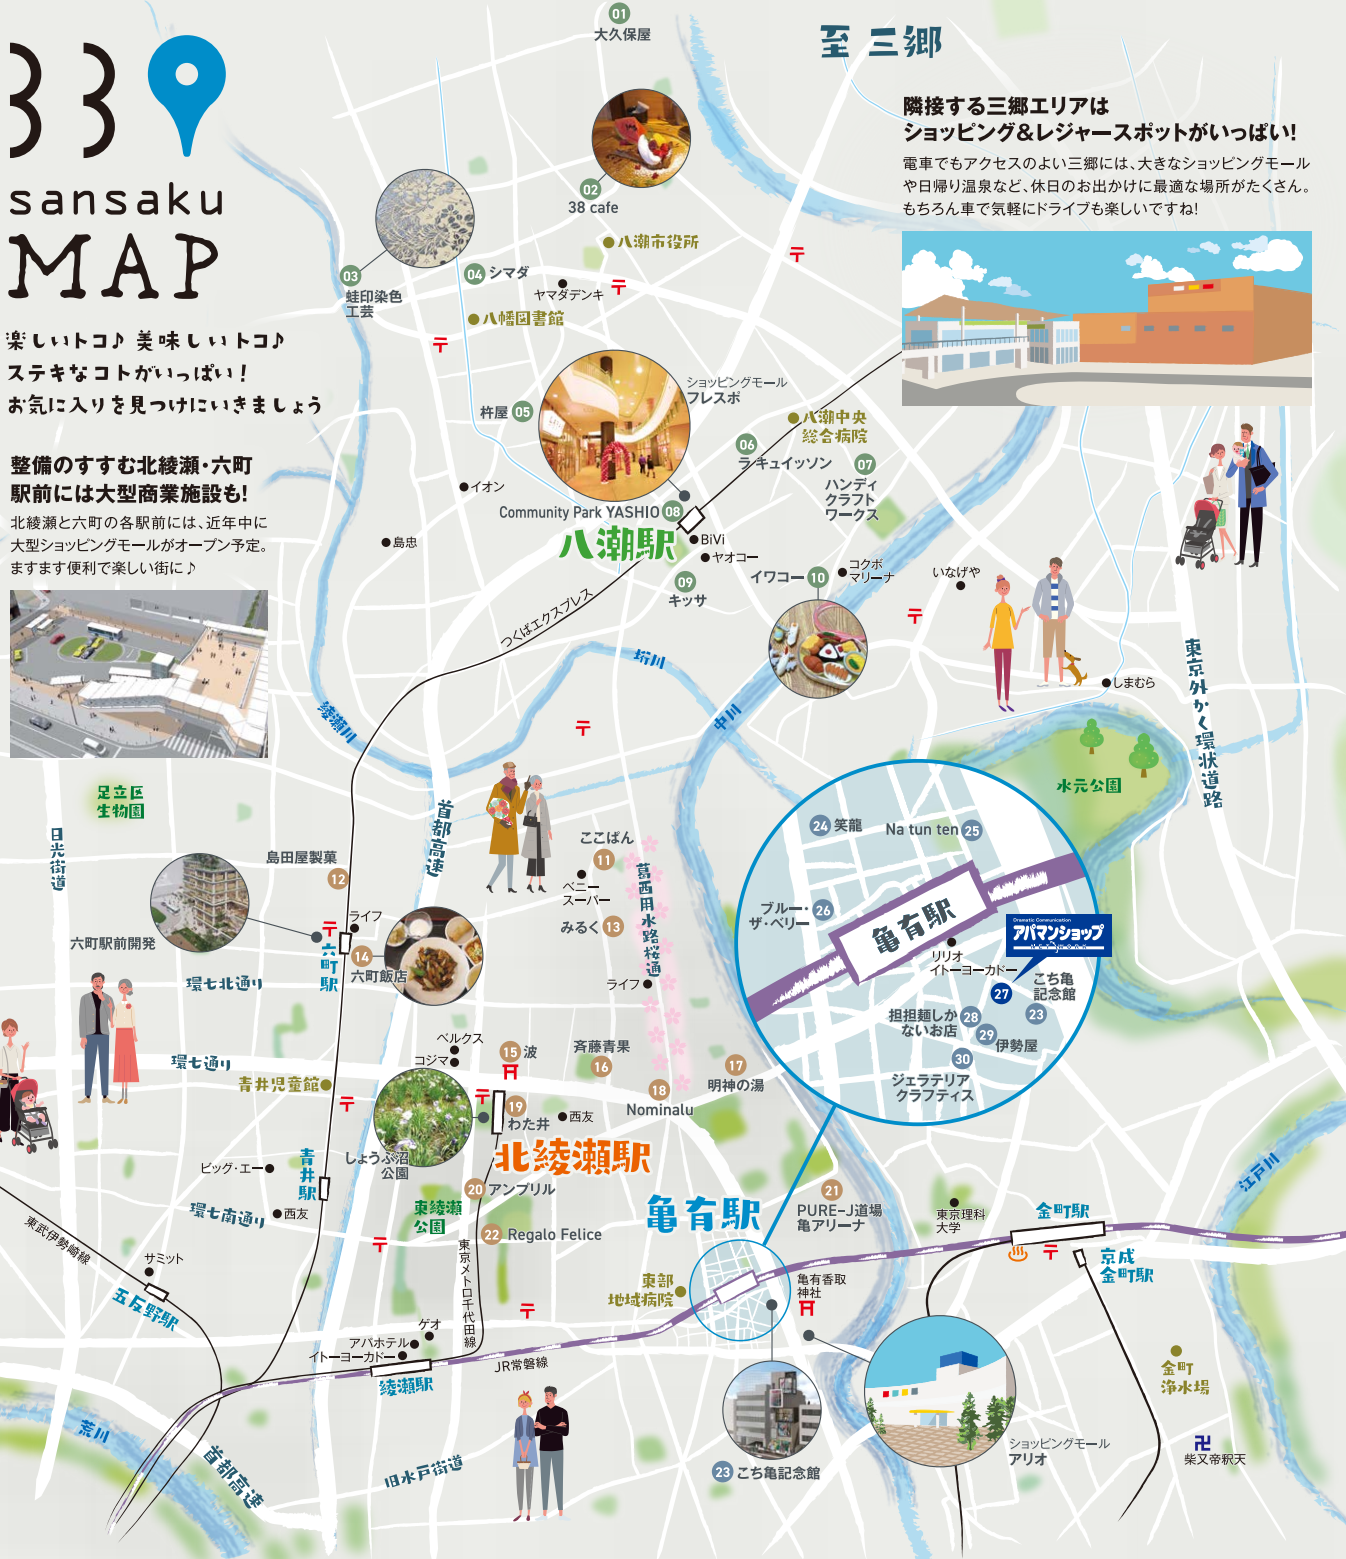 339
sansaku
MAP
楽しいトコ♪ 美味しいトコ♪
ステキなコトがいっぱい！
お気に入りを見つけにいきましょう
整備のすすむ北綾瀬・六町
駅前には大型商業施設も！
北綾瀬と六町の各駅前には、近年中に
大型ショッピングモールがオープン予定。
ますます便利で楽しい街に♪
至 三郷
隣接する三郷エリアは
ショッピング＆レジャースポットがいっぱい！
電車でもアクセスのよい三郷には、大きなショッピングモール
や日帰り温泉など、休日のお出かけに最適な場所がたくさん。
もちろん車で気軽にドライブも楽しいですね！
01
大久保屋
02
38 cafe
八潮市役所
03
蛙印染色
工芸
04 シマダ
ヤマダデンキ
八幡図書館
ショッピングモール
フレスポ
杵屋 05
八潮中央
総合病院
06
ラ・キュイッソン
07
ハンディ
クラフト
ワークス
イオン
Community Park YASHIO 08
八潮駅
BiVi
ヤオコー
島忠
09
キッサ
イワコー 10
コクボ
マリーナ
いなげや
つくばエクスプレス
垳川
しまむら
東京外かく環状道路
綾瀬川
中川
水元公園
足立区
生物園
首都高速
日光街道
島田屋製菓
12
ここぱん
11
ベニー
スーパー
みるく 13
葛西用水路桜通
24 笑龍
Na tun ten 25
ブルー・
ザ・ベリー
26
亀有駅
Dramatic Communication
アパマンショップ
NETWORK
リリオ
イトーヨーカドー
27
こち亀
記念館
23
担担麺しか
ないお店
28
29
伊勢屋
30
ジェラテリア
クラフティス
ライフ
六町駅前開発
六町駅
14
六町飯店
環七北通り
ライフ
ベルクス
コジマ
15 波
斉藤青果
16
17
明神の湯
環七通り
青井児童館
18
Nominalu
19
わた井
西友
しょうぶ沼
公園
北綾瀬駅
ビッグ・エー
青井駅
20 アンプリル
東綾瀬
公園
環七南通り
西友
亀有駅
21
PURE-J道場
亀アリーナ
22 Regalo Felice
東京理科
大学
金町駅
江戸川
京成
金町駅
東武伊勢崎線
サミット
東京メトロ千代田線
東部
地域病院
亀有香取
神社
五反野駅
ゲオ
アパホテル
イトーヨーカドー
綾瀬駅
JR常磐線
金町
浄水場
荒川
首都高速
旧水戸街道
23 こち亀記念館
ショッピングモール
アリオ
柴又帝釈天